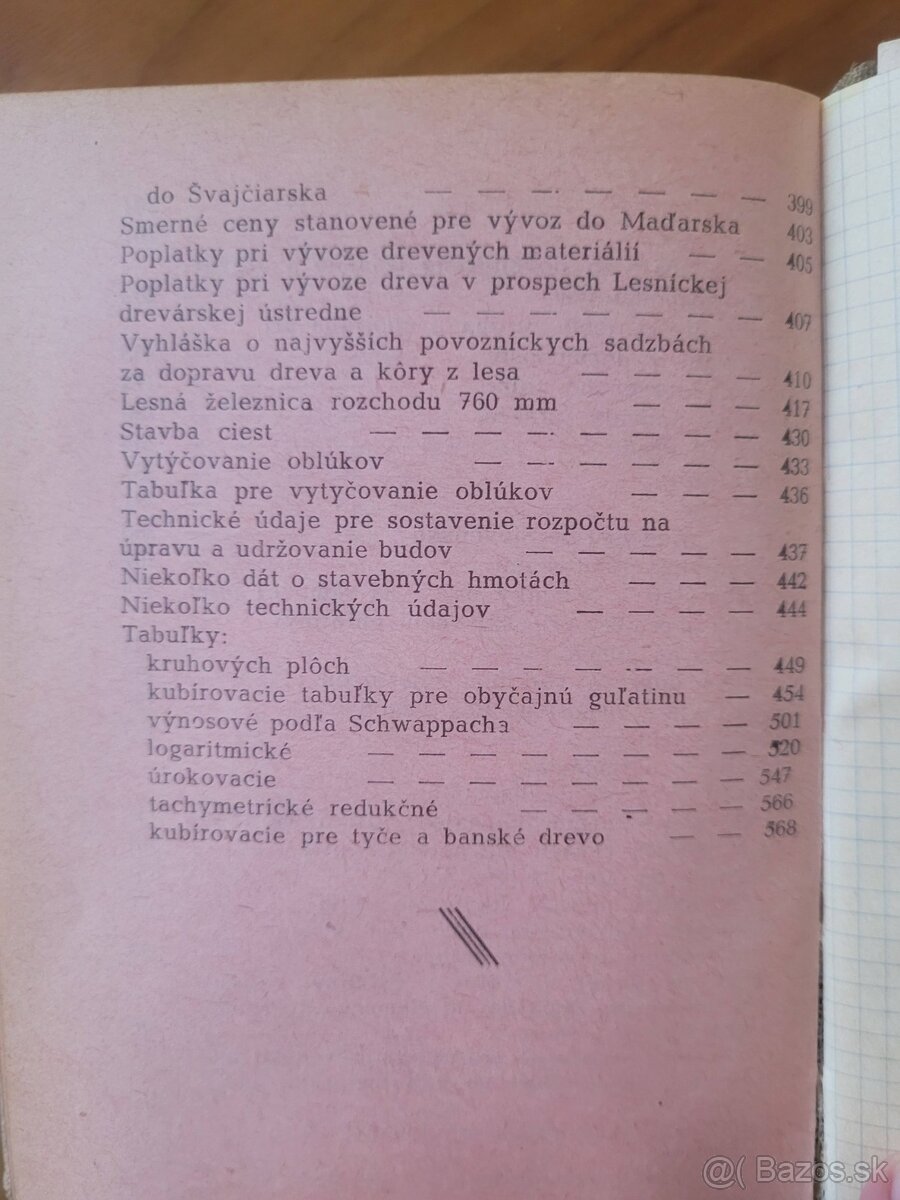 do Švajčiarska — — — — — — — 399
Smerné ceny stanovené pre vývoz do Maďarska 403
Poplatky pri vývoze drevených materiálií — — 405
Poplatky pri vývoze dreva v prospech Lesníckej
drevárskej ústredne — — — — — — — 407
Vyhláška o najvyšších povozníckych sadzbách
za dopravu dreva a kôry z lesa — — — — 410
Lesná železnica rozchodu 760 mm — — — 417
Stavba ciest — — — — — — — — 430
Vytýčovanie oblúkov — — — — — — 433
Tabuľka pre vytyčovanie oblúkov — — — 436
Technické údaje pre sostavenie rozpočtu na
úpravu a udržovanie budov — — — — — 437
Niekoľko dát o stavebných hmotách — — — 442
Niekoľko technických údajov — — — — 444
Tabuľky:
kruhových plôch — — — — — — — 449
kubírovacie tabuľky pre obyčajnú guľatinu — 454
výnosové podľa Schwappacha — — — — 501
logaritmické — — — — — — — — 520
úrokovacie — — — — — — — — 547
tachymetrické redukčné — — — — — 566
kubírovacie pre tyče a banské drevo — — 568
@( Bazos.sk